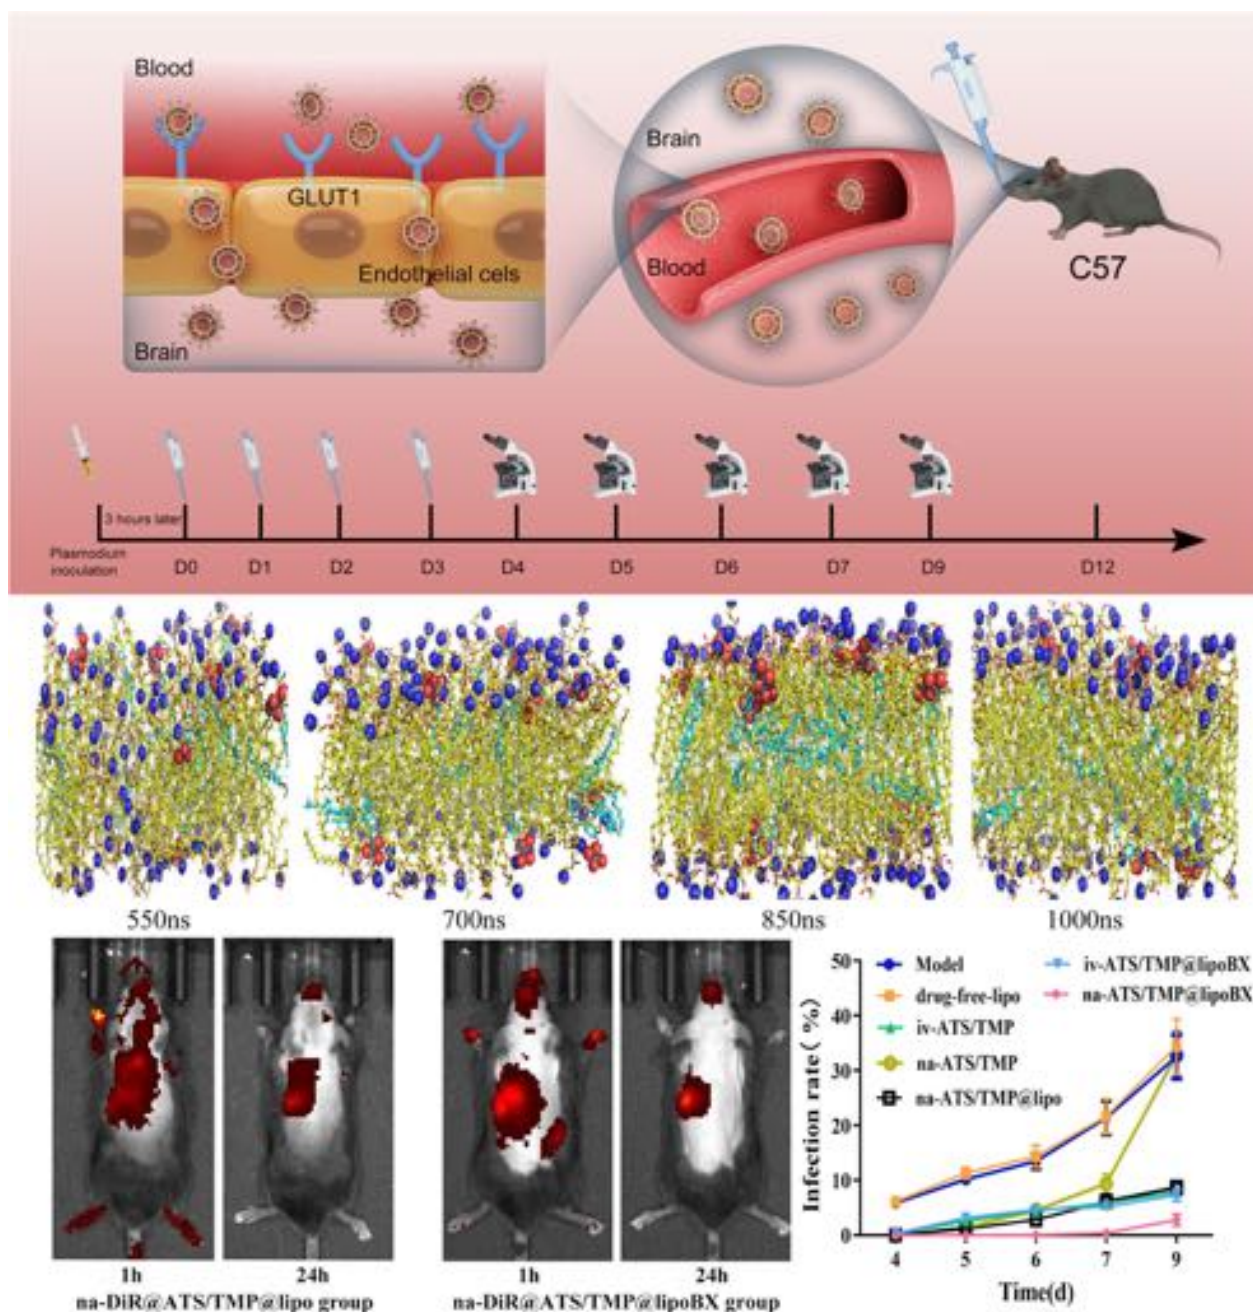 Blood
GLUT1
Endothelial cels
Brain
Brain
Blood
C57
3 hours later
Plasmodium
inoculation
D0
D1
D2
D3
D4
D5
D6
D7
D9
D12
550ns
700ns
850ns
1000ns
1h
24h
na-DiR@ATS/TMP@lipo group
1h
24h
na-DiR@ATS/TMP@lipoBX group
Infection rate( %)
50
40
30
20
10
0
Model
drug-free-lipo
iv-ATS/TMP
na-ATS/TMP
na-ATS/TMP@lipo
iv-ATS/TMP@lipoBX
na-ATS/TMP@lipoBX
4
5
6
7
9
Time(d)